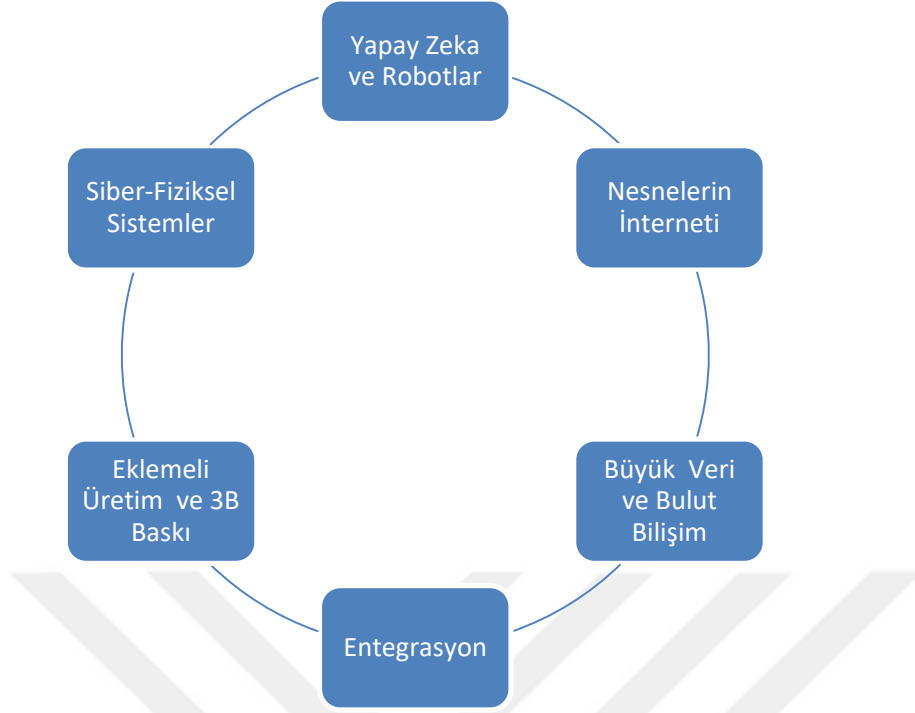 Yapay Zeka
ve Robotlar
Nesnelerin
İnterneti
Büyük  Veri
ve Bulut
Bilişim
Entegrasyon
Eklemeli
Üretim  ve 3B
Baskı
Siber-Fiziksel
Sistemler